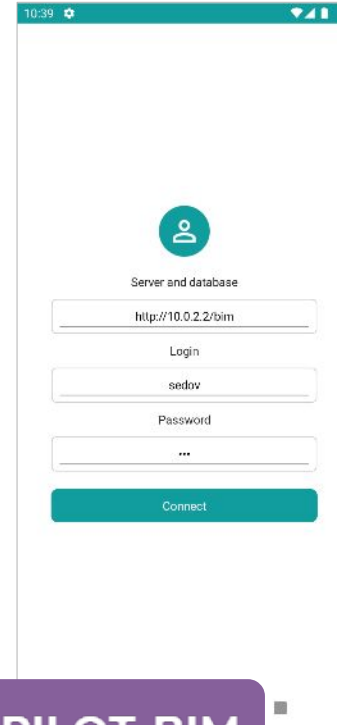 10:39
Server and database
http://10.0.2.2/bim
Login
sedov
Password
•••
Connect
PILOT-BIM